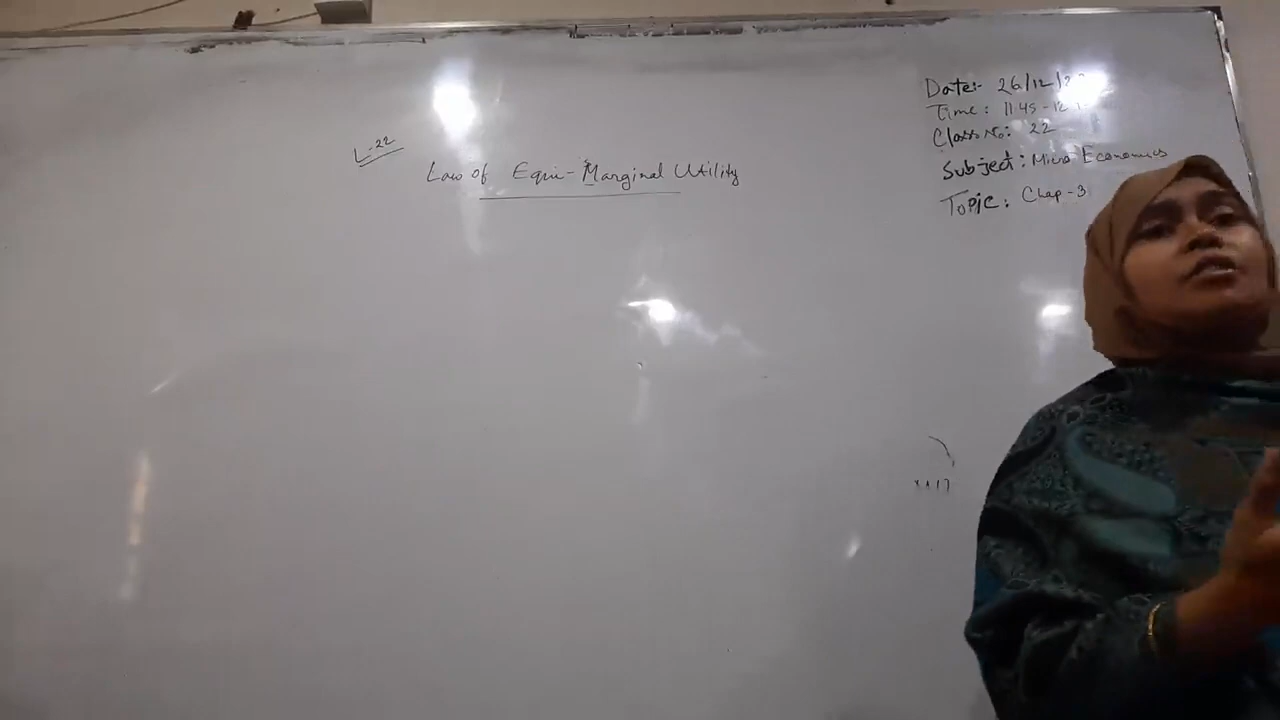 L-22
Law of Equi-Marginal Utility
Date:- 26/12/
Time: 11.45 -
Class No: 22
Subject: Micro Economics
Topic: Chap-3